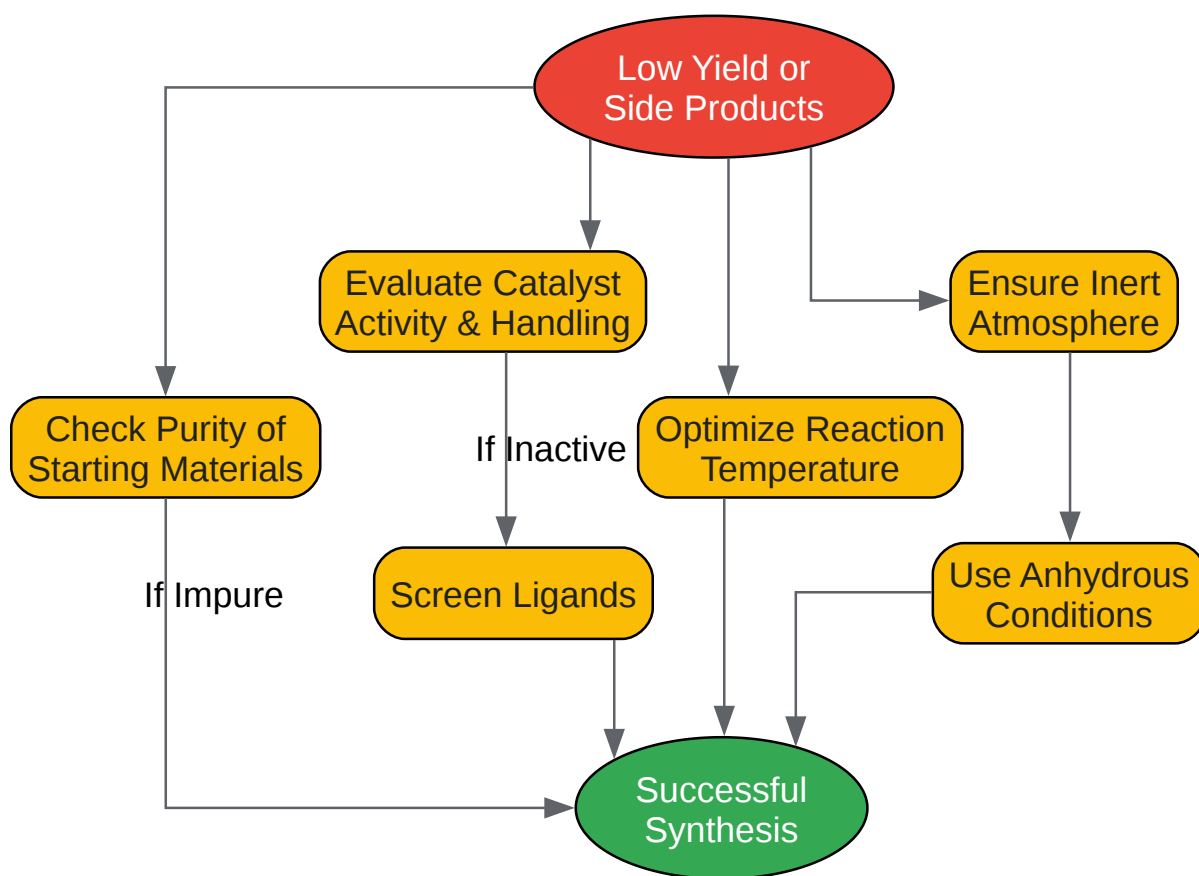 Low Yield or
Side Products
Evaluate Catalyst
Activity & Handling
Ensure Inert
Atmosphere
Check Purity of
Starting Materials
If Inactive
Optimize Reaction
Temperature
If Impure
Screen Ligands
Use Anhydrous
Conditions
Successful
Synthesis